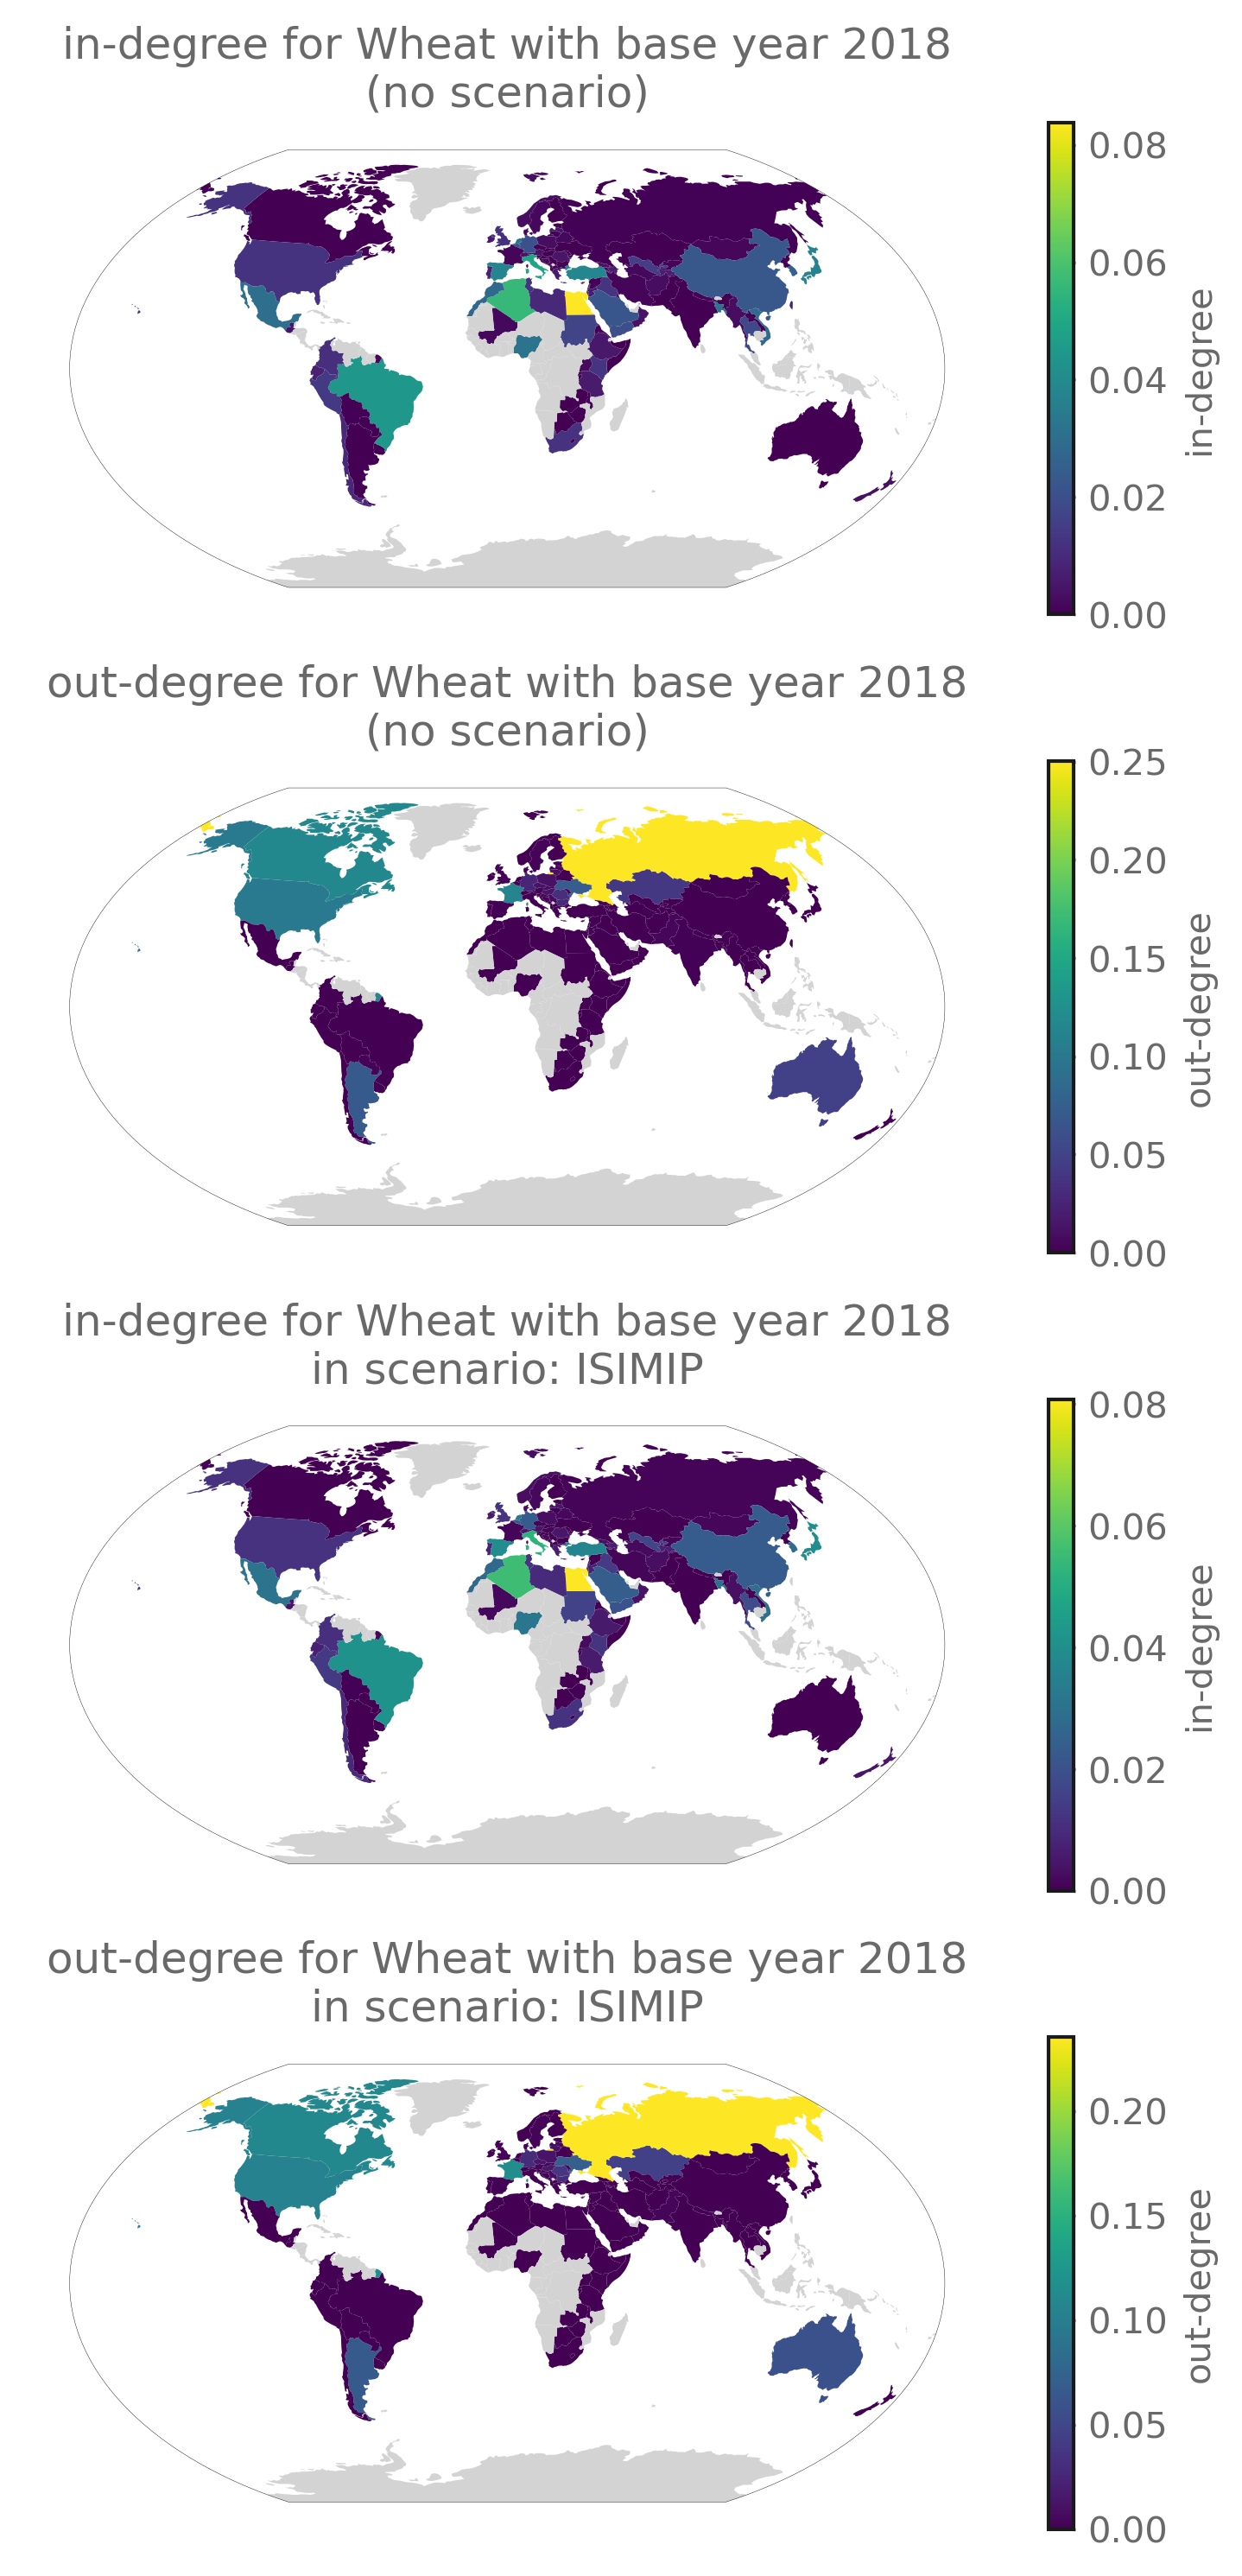 in-degree for Wheat with base year 2018
(no scenario)
0.08
0.06
0.04
0.02
0.00
in-degree
out-degree for Wheat with base year 2018
(no scenario)
0.25
0.20
0.15
0.10
0.05
0.00
out-degree
in-degree for Wheat with base year 2018
in scenario: ISIMIP
0.08
0.06
0.04
0.02
0.00
in-degree
out-degree for Wheat with base year 2018
in scenario: ISIMIP
0.20
0.15
0.10
0.05
0.00
out-degree